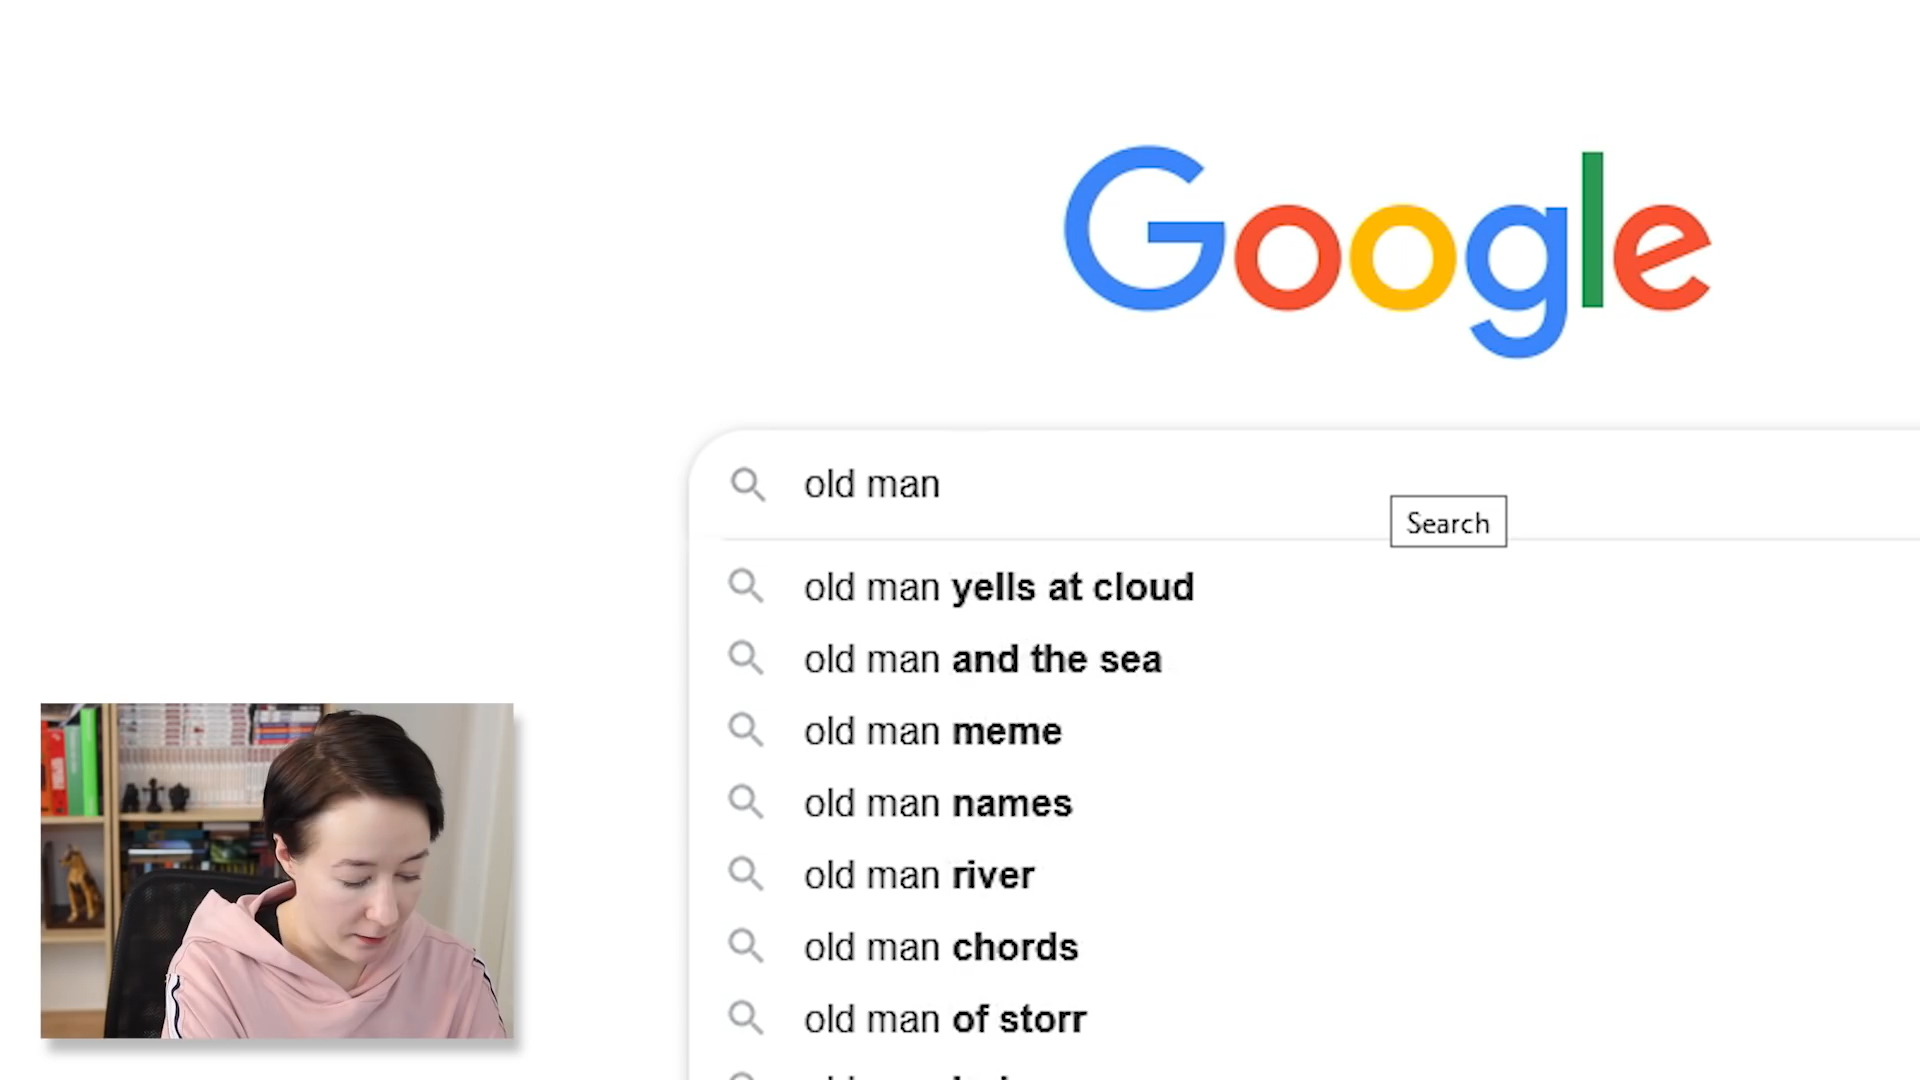 Google
old man
Search
old man yells at cloud
old man and the sea
old man meme
old man names
old man river
old man chords
old man of storr